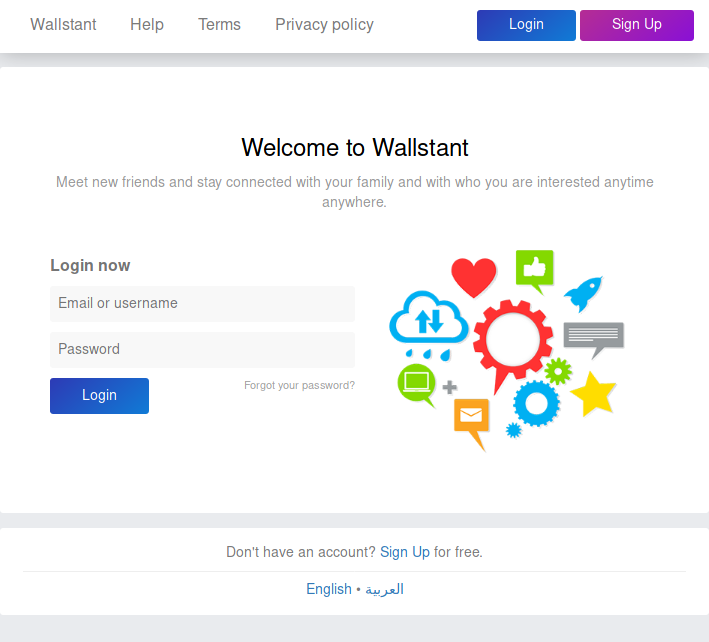 Wallstant Help Terms Privacy policy Login Sign Up
Welcome to Wallstant
Meet new friends and stay connected with your family and with who you are interested anytime
anywhere.
Login now
Email or username
Password
Login Forgot your password?
Don't have an account? Sign Up for free.
English • العربية